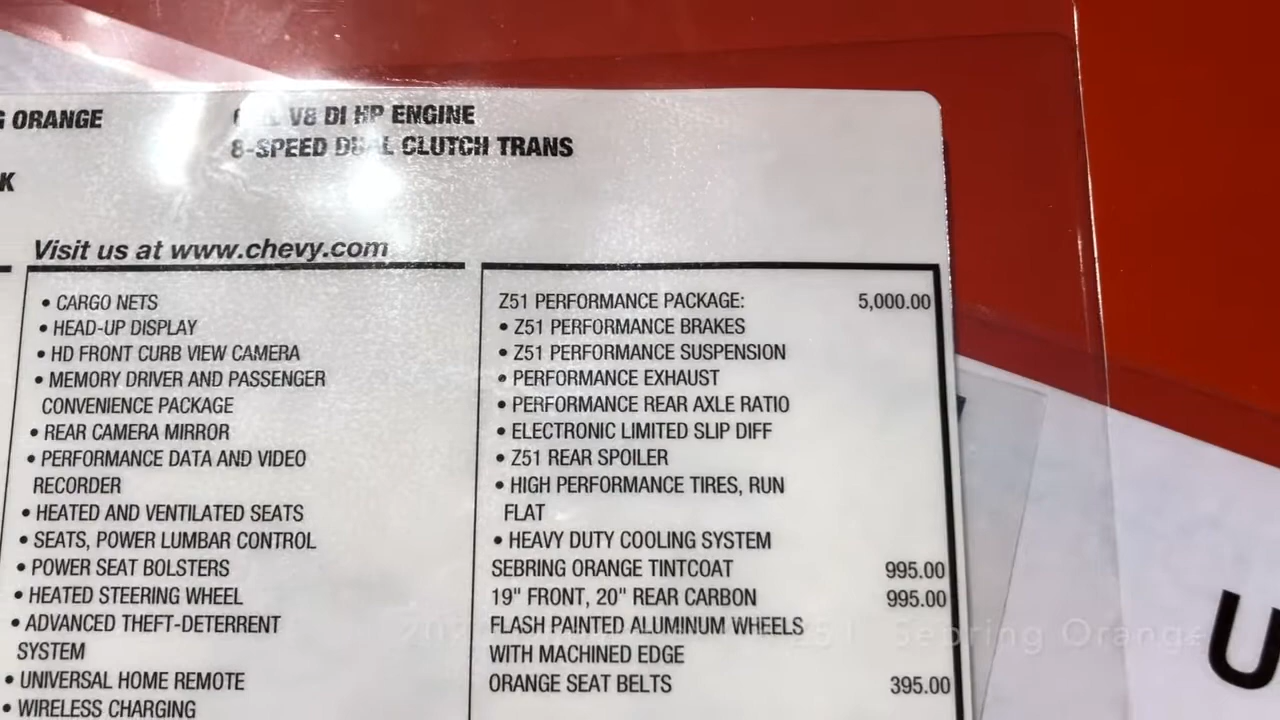 ORANGE
V8 DI HP ENGINE
8-SPEED DUAL CLUTCH TRANS
K
Visit us at www.chevy.com
• CARGO NETS
• HEAD-UP DISPLAY
• HD FRONT CURB VIEW CAMERA
• MEMORY DRIVER AND PASSENGER
CONVENIENCE PACKAGE
• REAR CAMERA MIRROR
• PERFORMANCE DATA AND VIDEO
RECORDER
• HEATED AND VENTILATED SEATS
• SEATS, POWER LUMBAR CONTROL
• POWER SEAT BOLSTERS
• HEATED STEERING WHEEL
• ADVANCED THEFT-DETERRENT
SYSTEM
• UNIVERSAL HOME REMOTE
• WIRELESS CHARGING
Z51 PERFORMANCE PACKAGE: 5,000.00
• Z51 PERFORMANCE BRAKES
• Z51 PERFORMANCE SUSPENSION
• PERFORMANCE EXHAUST
• PERFORMANCE REAR AXLE RATIO
• ELECTRONIC LIMITED SLIP DIFF
• Z51 REAR SPOILER
• HIGH PERFORMANCE TIRES, RUN
FLAT
• HEAVY DUTY COOLING SYSTEM
SEBRING ORANGE TINTCOAT 995.00
19" FRONT, 20" REAR CARBON 995.00
FLASH PAINTED ALUMINUM WHEELS
WITH MACHINED EDGE
ORANGE SEAT BELTS 395.00
Sebring Orange
U